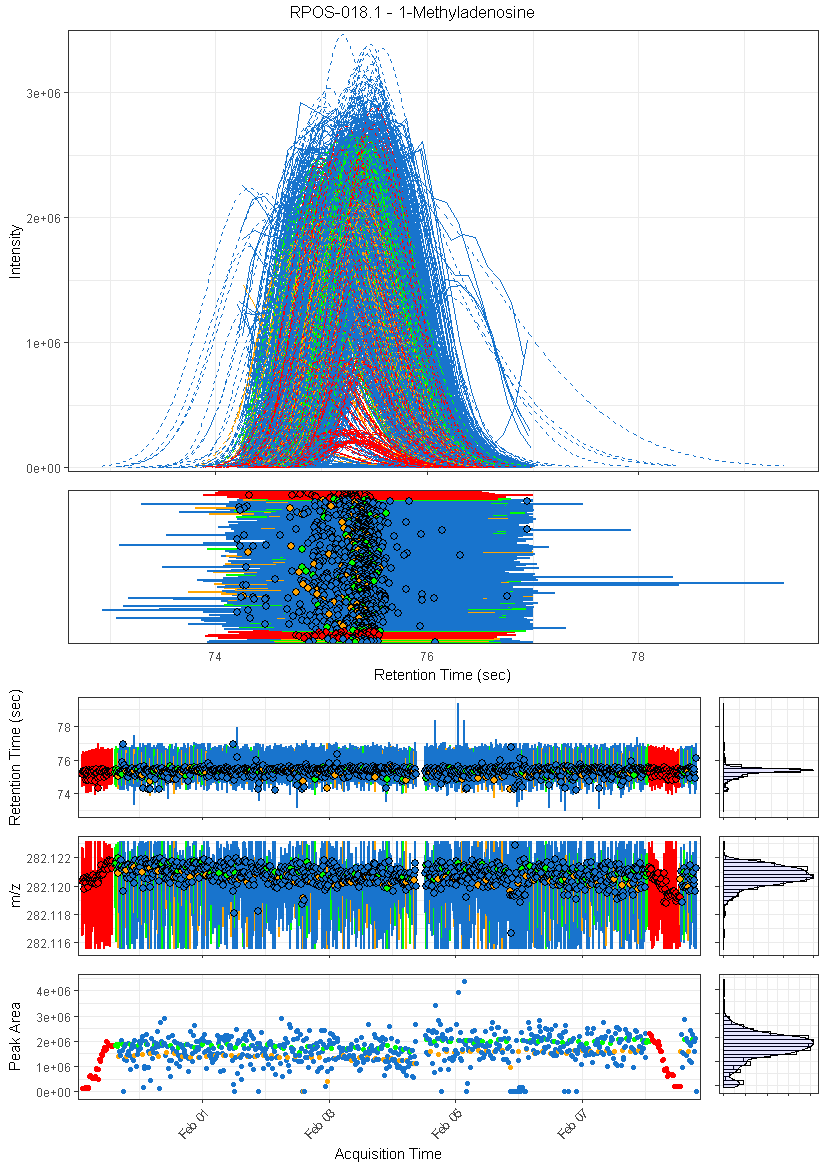 RPOS-018.1 - 1-Methyladenosine
3e+06
2e+06
1e+06
0e+00
Intensity
74 76 78
Retention Time (sec)
78
76
74
Retention Time (sec)
282.122
282.120
282.118
282.116
m/z
4e+06
3e+06
2e+06
1e+06
0e+00
Peak Area
Feb 01 Feb 03 Feb 05 Feb 07
Acquisition Time